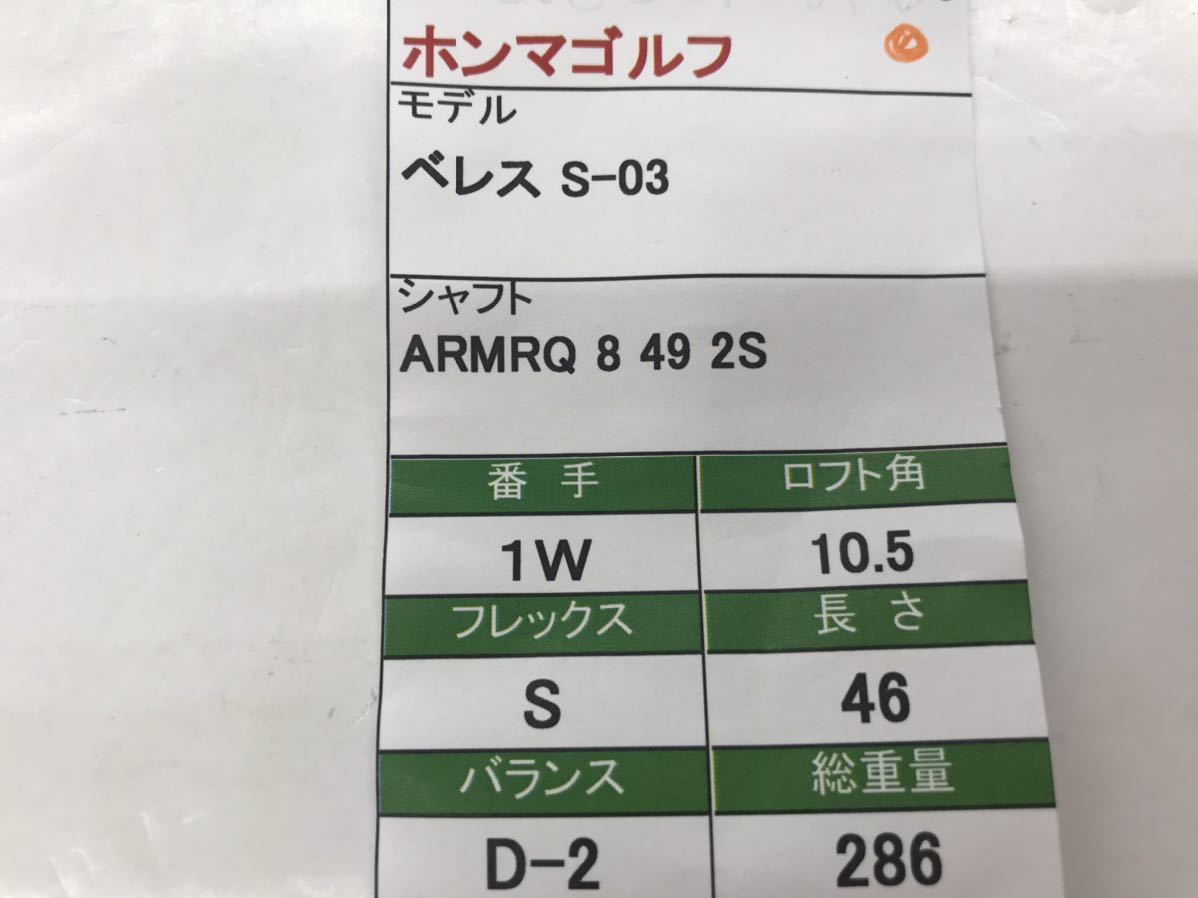 ホンマゴルフ
モデル
ベレス S-03
シャフト
ARMRQ 8 49 2S
番 手 ロフト角
1W 10.5
フレックス 長 さ
S 46
バランス 総重量
D-2 286